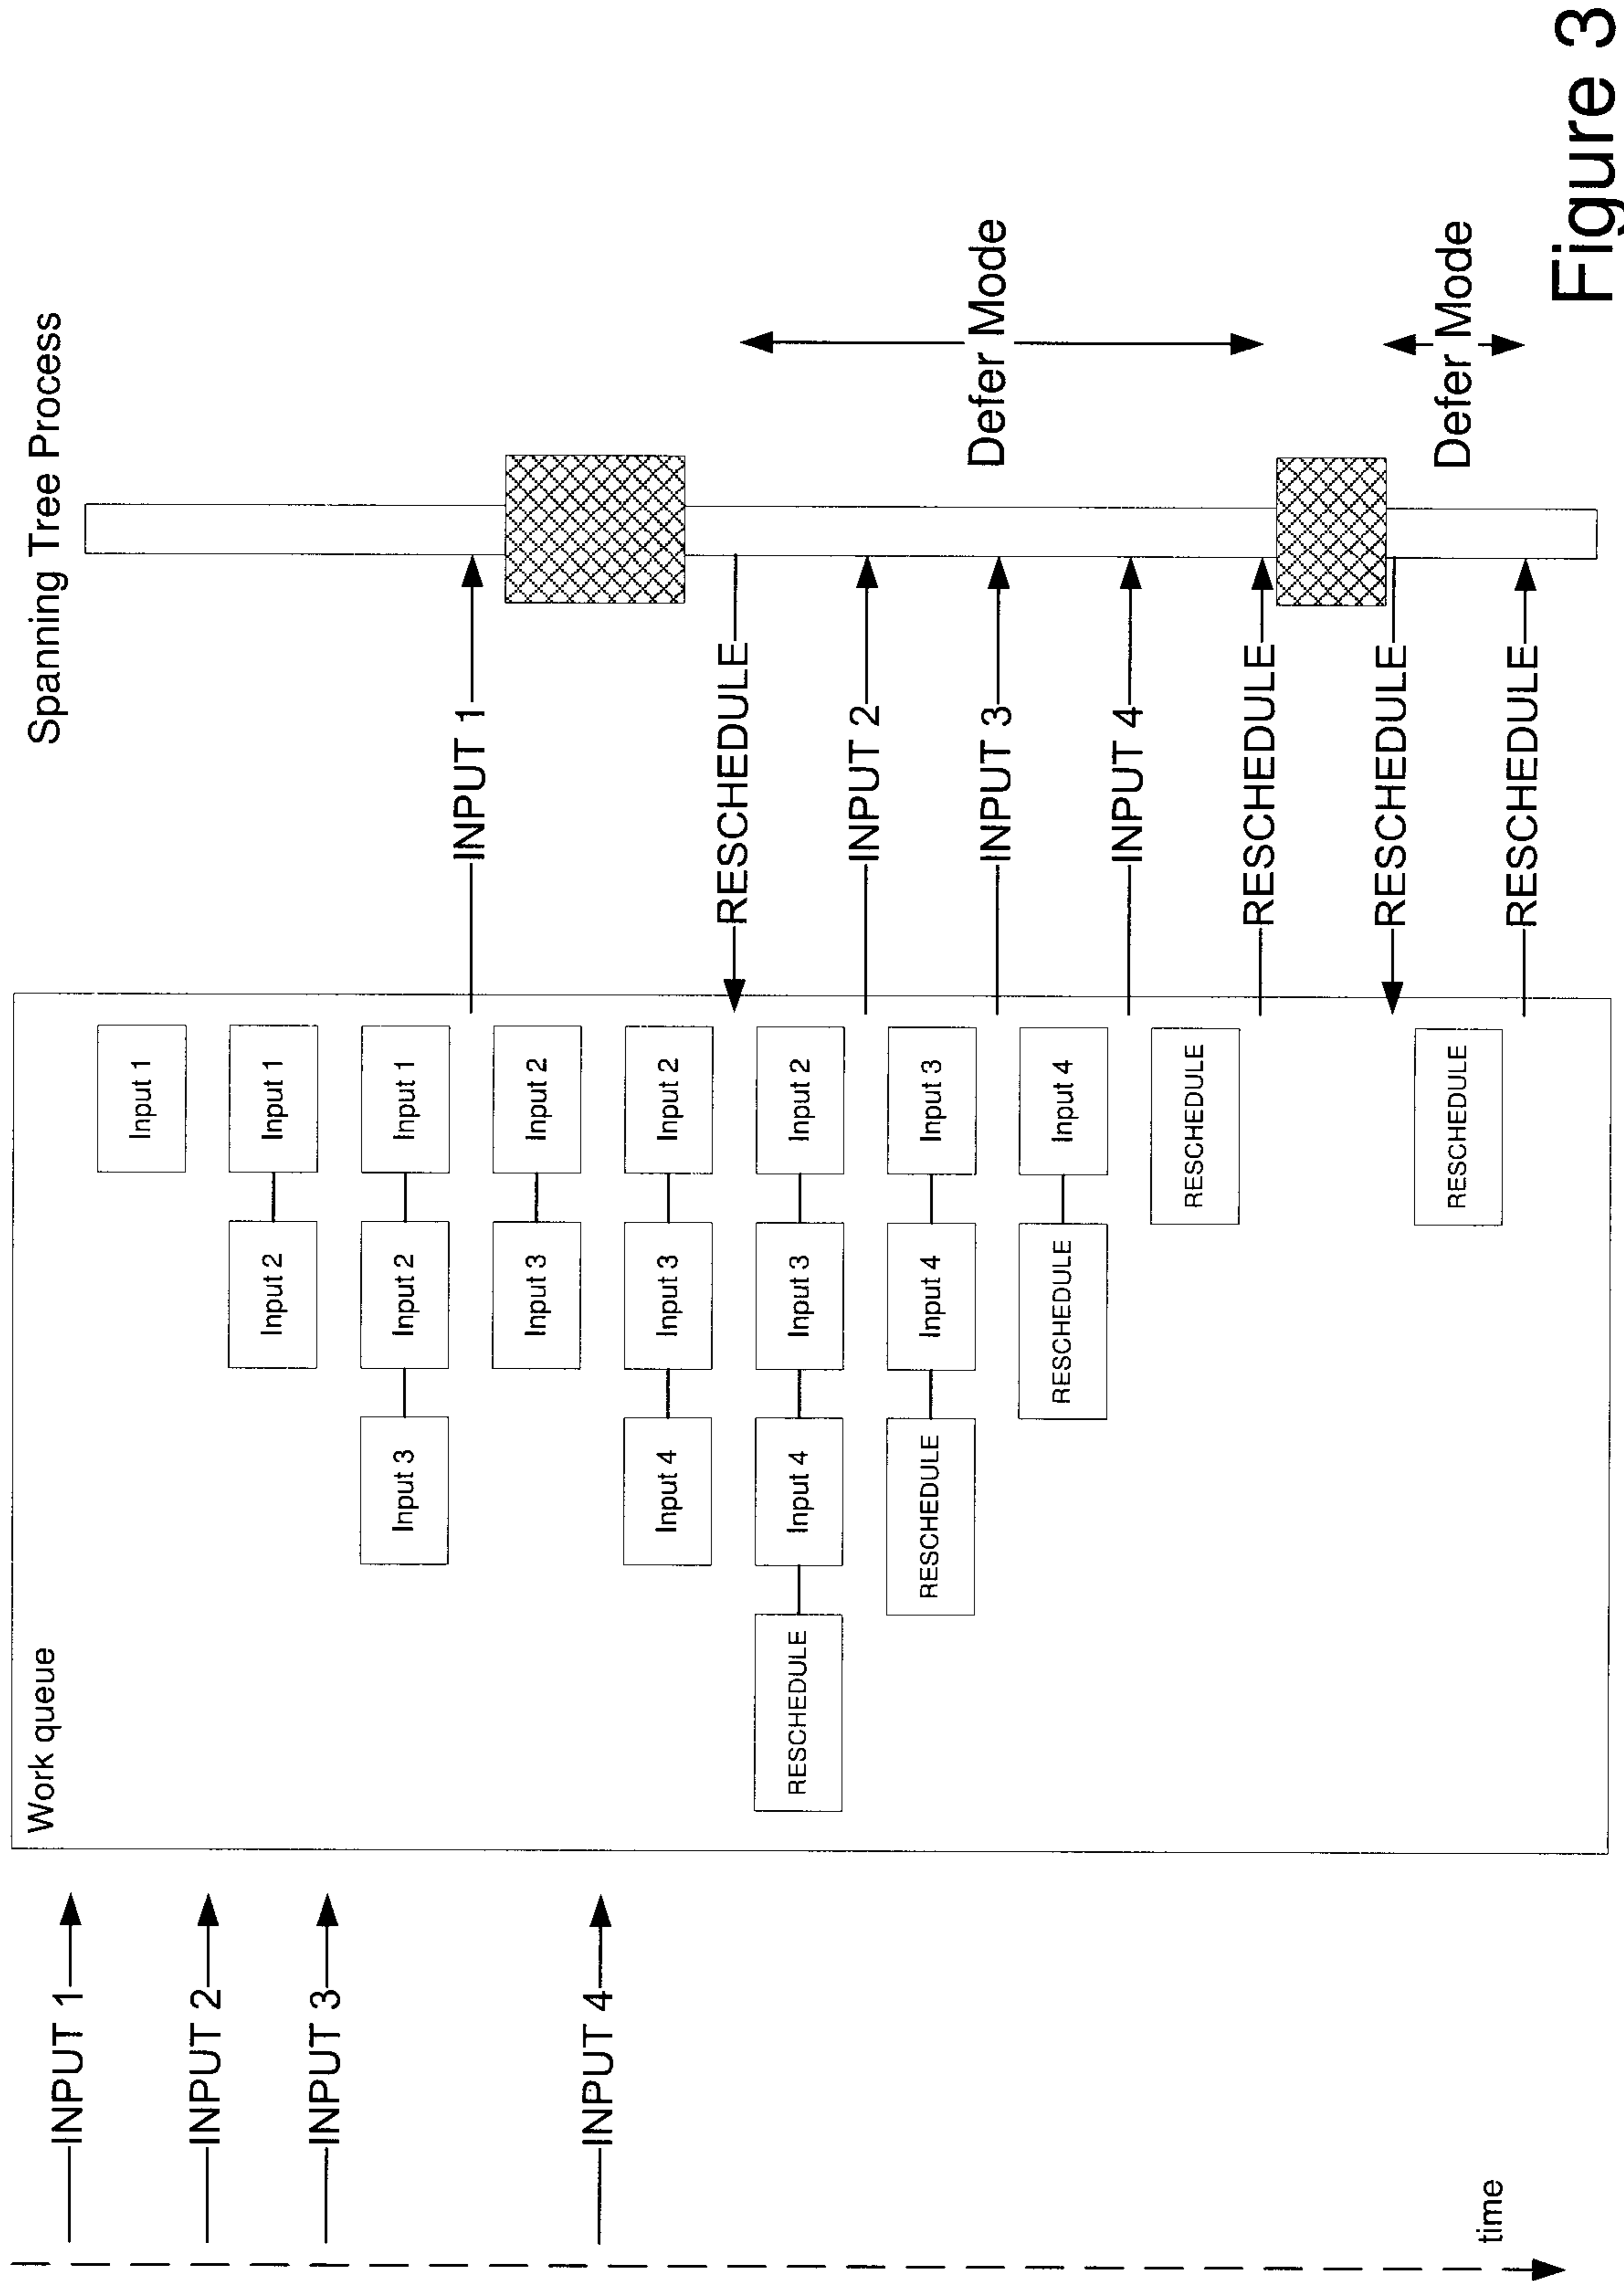 Work queue
Spanning Tree Process
INPUT 1
Input 1
INPUT 2
Input 2
Input 1
INPUT 3
Input 3
Input 2
Input 1
INPUT 1
Input 3
Input 2
INPUT 4
Input 4
Input 3
Input 2
RESCHEDULE
RESCHEDULE
Input 4
Input 3
Input 2
INPUT 2
RESCHEDULE
Input 4
Input 3
INPUT 3
Defer Mode
RESCHEDULE
Input 4
INPUT 4
RESCHEDULE
RESCHEDULE
RESCHEDULE
RESCHEDULE
Defer Mode
time
RESCHEDULE
Figure 3